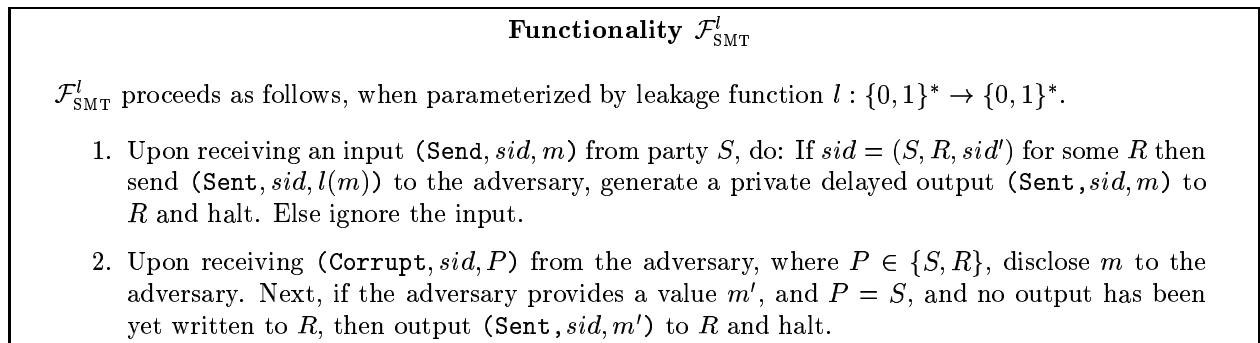 Functionality 𝓕ˡ_SMT
𝓕ˡ_SMT proceeds as follows, when parameterized by leakage function l : {0, 1}* → {0, 1}*.
1. Upon receiving an input (Send, sid, m) from party S, do: If sid = (S, R, sid′) for some R then
send (Sent, sid, l(m)) to the adversary, generate a private delayed output (Sent,sid, m) to
R and halt. Else ignore the input.
2. Upon receiving (Corrupt, sid, P) from the adversary, where P ∈ {S, R}, disclose m to the
adversary. Next, if the adversary provides a value m′, and P = S, and no output has been
yet written to R, then output (Sent,sid, m′) to R and halt.